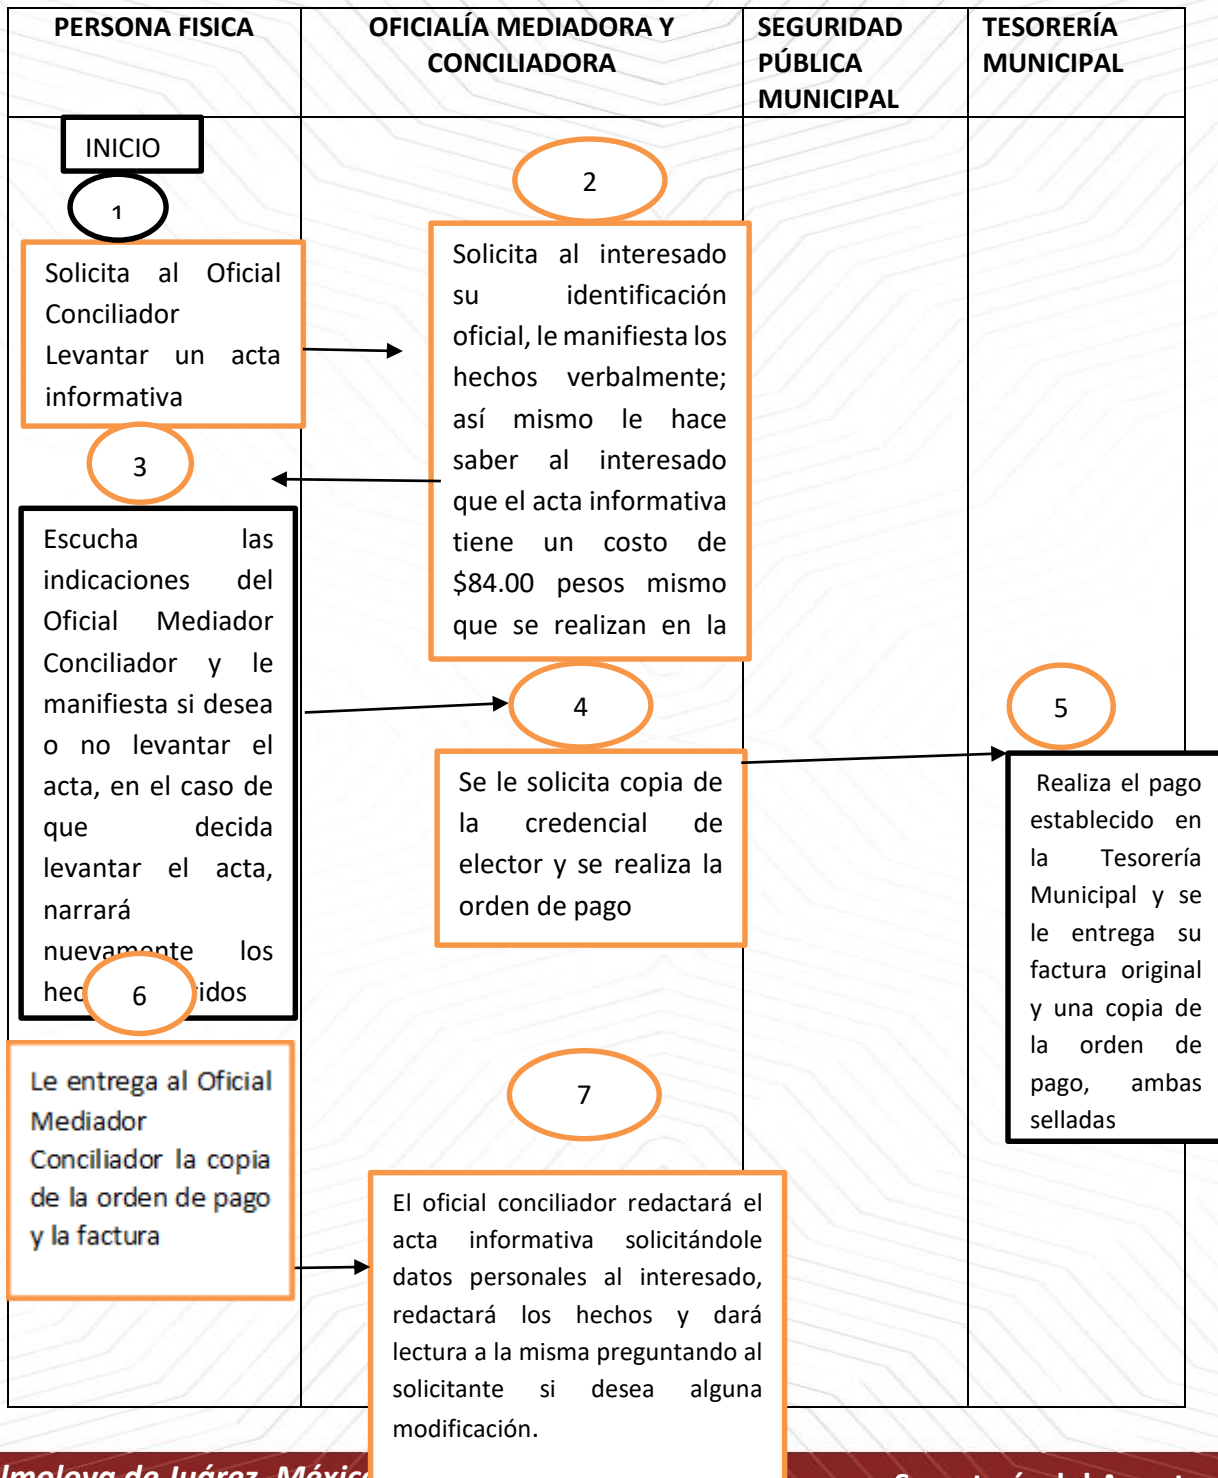 PERSONA FISICA
OFICIALÍA MEDIADORA Y
CONCILIADORA
SEGURIDAD
PÚBLICA
MUNICIPAL
TESORERÍA
MUNICIPAL
INICIO
1
Solicita al Oficial
Conciliador
Levantar un acta
informativa
2
Solicita al interesado
su identificación
oficial, le manifiesta los
hechos verbalmente;
así mismo le hace
saber al interesado
que el acta informativa
tiene un costo de
$84.00 pesos mismo
que se realizan en la
3
Escucha las
indicaciones del
Oficial Mediador
Conciliador y le
manifiesta si desea
o no levantar el
acta, en el caso de
que decida
levantar el acta,
narrará
nuevamente los
4
Se le solicita copia de
la credencial de
elector y se realiza la
orden de pago
5
Realiza el pago
establecido en
la Tesorería
Municipal y se
le entrega su
factura original
y una copia de
la orden de
pago, ambas
selladas
6
Le entrega al Oficial
Mediador
Conciliador la copia
de la orden de pago
y la factura
7
El oficial conciliador redactará el
acta informativa solicitándole
datos personales al interesado,
redactará los hechos y dará
lectura a la misma preguntando al
solicitante si desea alguna
modificación.
de Juárez, México